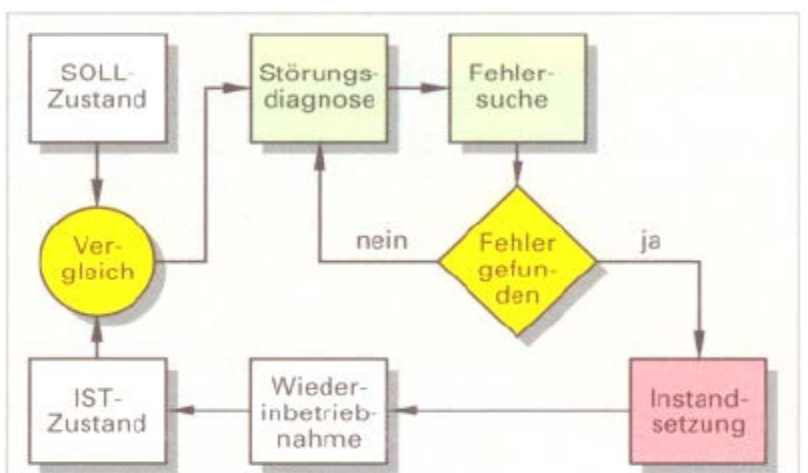 SOLL-
Zustand
Störungs-
diagnose
Fehler-
suche
Ver-
gleich
nein
Fehler
gefun-
den
ja
IST-
Zustand
Wieder-
inbetrieb-
nahme
Instand-
setzung